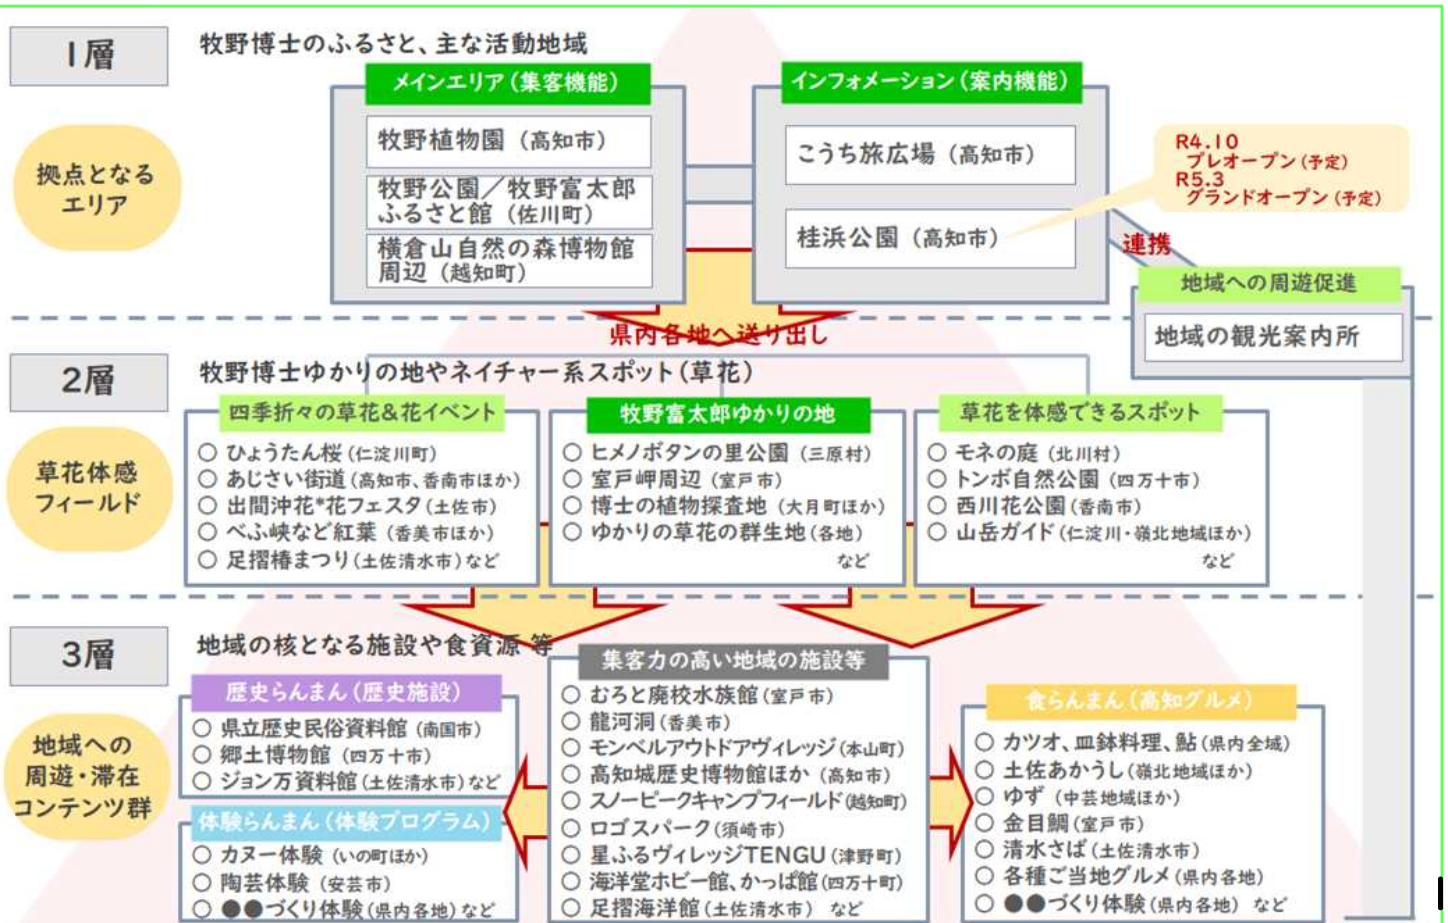 1層
牧野博士のふるさと、主な活動地域
拠点となる
エリア
メインエリア(集客機能)
牧野植物園 (高知市)
牧野公園／牧野富太郎
ふるさと館 (佐川町)
横倉山自然の森博物館
周辺(越知町)
インフォメーション(案内機能)
こうち旅広場 (高知市)
桂浜公園 (高知市)
R4.10
プレオープン(予定)
R5.3
グランドオープン(予定)
連携
地域への周遊促進
地域の観光案内所
県内各地へ送り出し
2層
牧野博士ゆかりの地やネイチャー系スポット(草花)
草花体感
フィールド
四季折々の草花&花イベント
○ ひょうたん桜(仁淀川町)
○ あじさい街道(高知市、香南市ほか)
○ 出間沖花*花フェスタ(土佐市)
○ べふ峡など紅葉 (香美市ほか)
○ 足摺椿まつり(土佐清水市)など
牧野富太郎ゆかりの地
○ ヒメノボタンの里公園 (三原村)
○ 室戸岬周辺 (室戸市)
○ 博士の植物探査地 (大月町ほか)
○ ゆかりの草花の群生地(各地)
など
草花を体感できるスポット
○ モネの庭 (北川村)
○ トンボ自然公園 (四万十市)
○ 西川花公園(香南市)
○ 山岳ガイド(仁淀川・嶺北地域ほか)
など
3層
地域の核となる施設や食資源 等
地域への
周遊・滞在
コンテンツ群
歴史らんまん(歴史施設)
○ 県立歴史民俗資料館 (南国市)
○ 郷土博物館 (四万十市)
○ ジョン万資料館(土佐清水市)など
体験らんまん(体験プログラム)
○ カヌー体験 (いの町ほか)
○ 陶芸体験 (安芸市)
○ ●●づくり体験(県内各地)など
集客力の高い地域の施設等
○ むろと廃校水族館(室戸市)
○ 龍河洞(香美市)
○ モンベルアウトドアヴィレッジ(本山町)
○ 高知城歴史博物館ほか (高知市)
○ スノーピークキャンプフィールド(越知町)
○ ロゴスパーク(須崎市)
○ 星ふるヴィレッジTENGU(津野町)
○ 海洋堂ホビー館、かっぱ館(四万十町)
○ 足摺海洋館(土佐清水市) など
食らんまん(高知グルメ)
○ カツオ、皿鉢料理、鮎(県内全域)
○ 土佐あかうし(嶺北地域ほか)
○ ゆず (中芸地域ほか)
○ 金目鯛(室戸市)
○ 清水さば(土佐清水市)
○ 各種ご当地グルメ(県内各地)
○ ●●づくり体験(県内各地) など